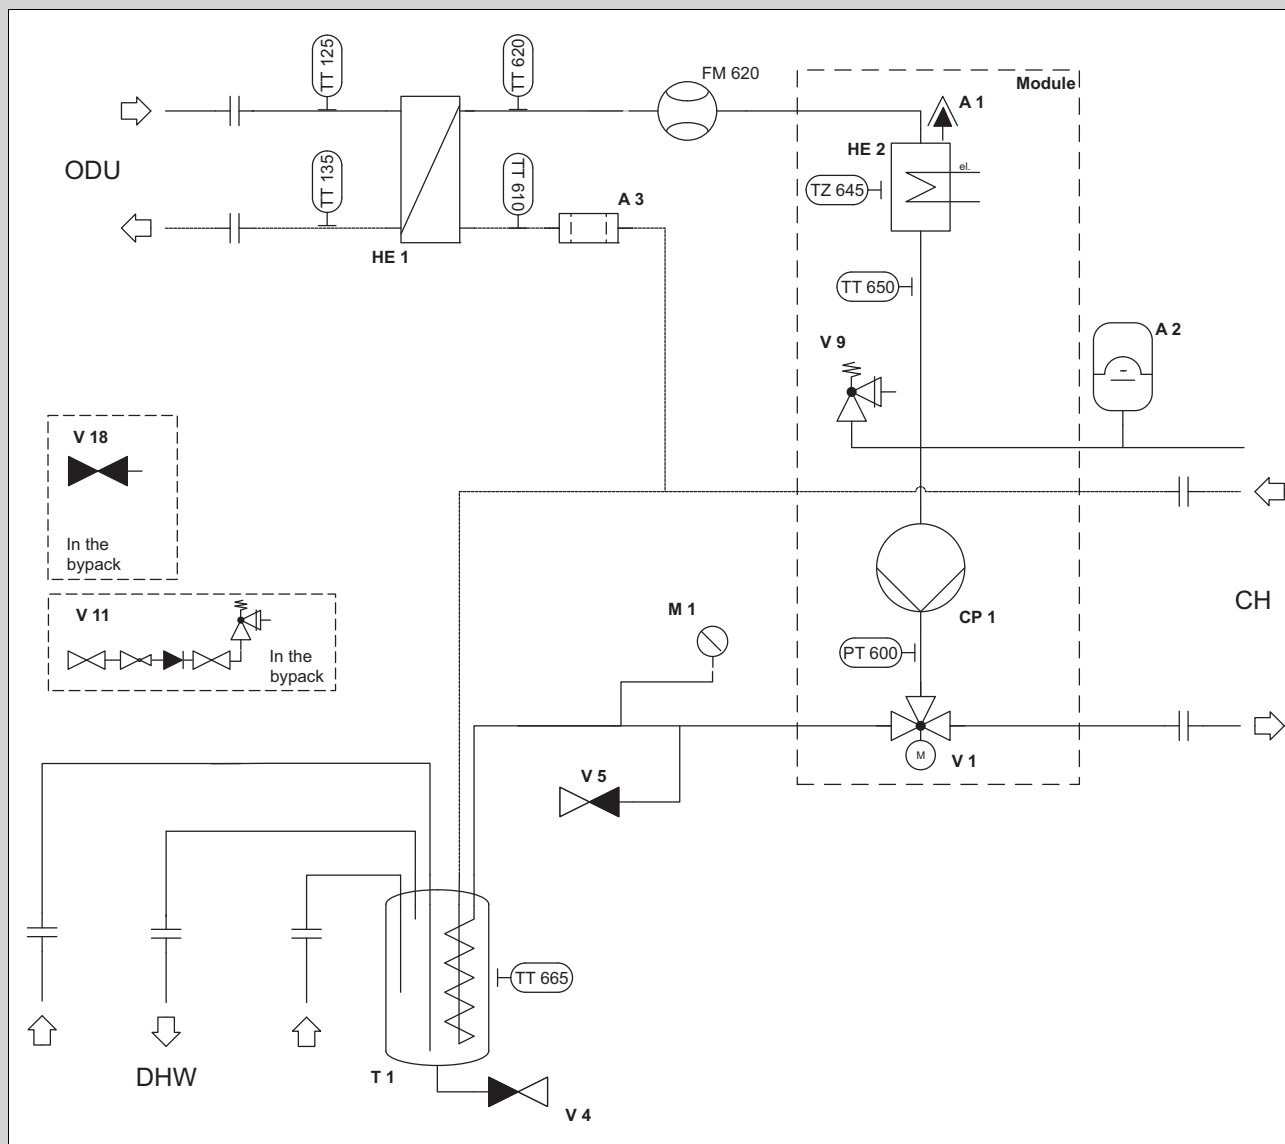 TT 125
TT 620
FM 620
Module
A 1
HE 2
el.
ODU
TT 135
TT 610
A 3
TZ 645
HE 1
TT 650
V 9
A 2
V 18
In the
bypack
CH
V 11
In the
bypack
M 1
CP 1
PT 600
M
V 1
V 5
TT 665
DHW
T 1
V 4